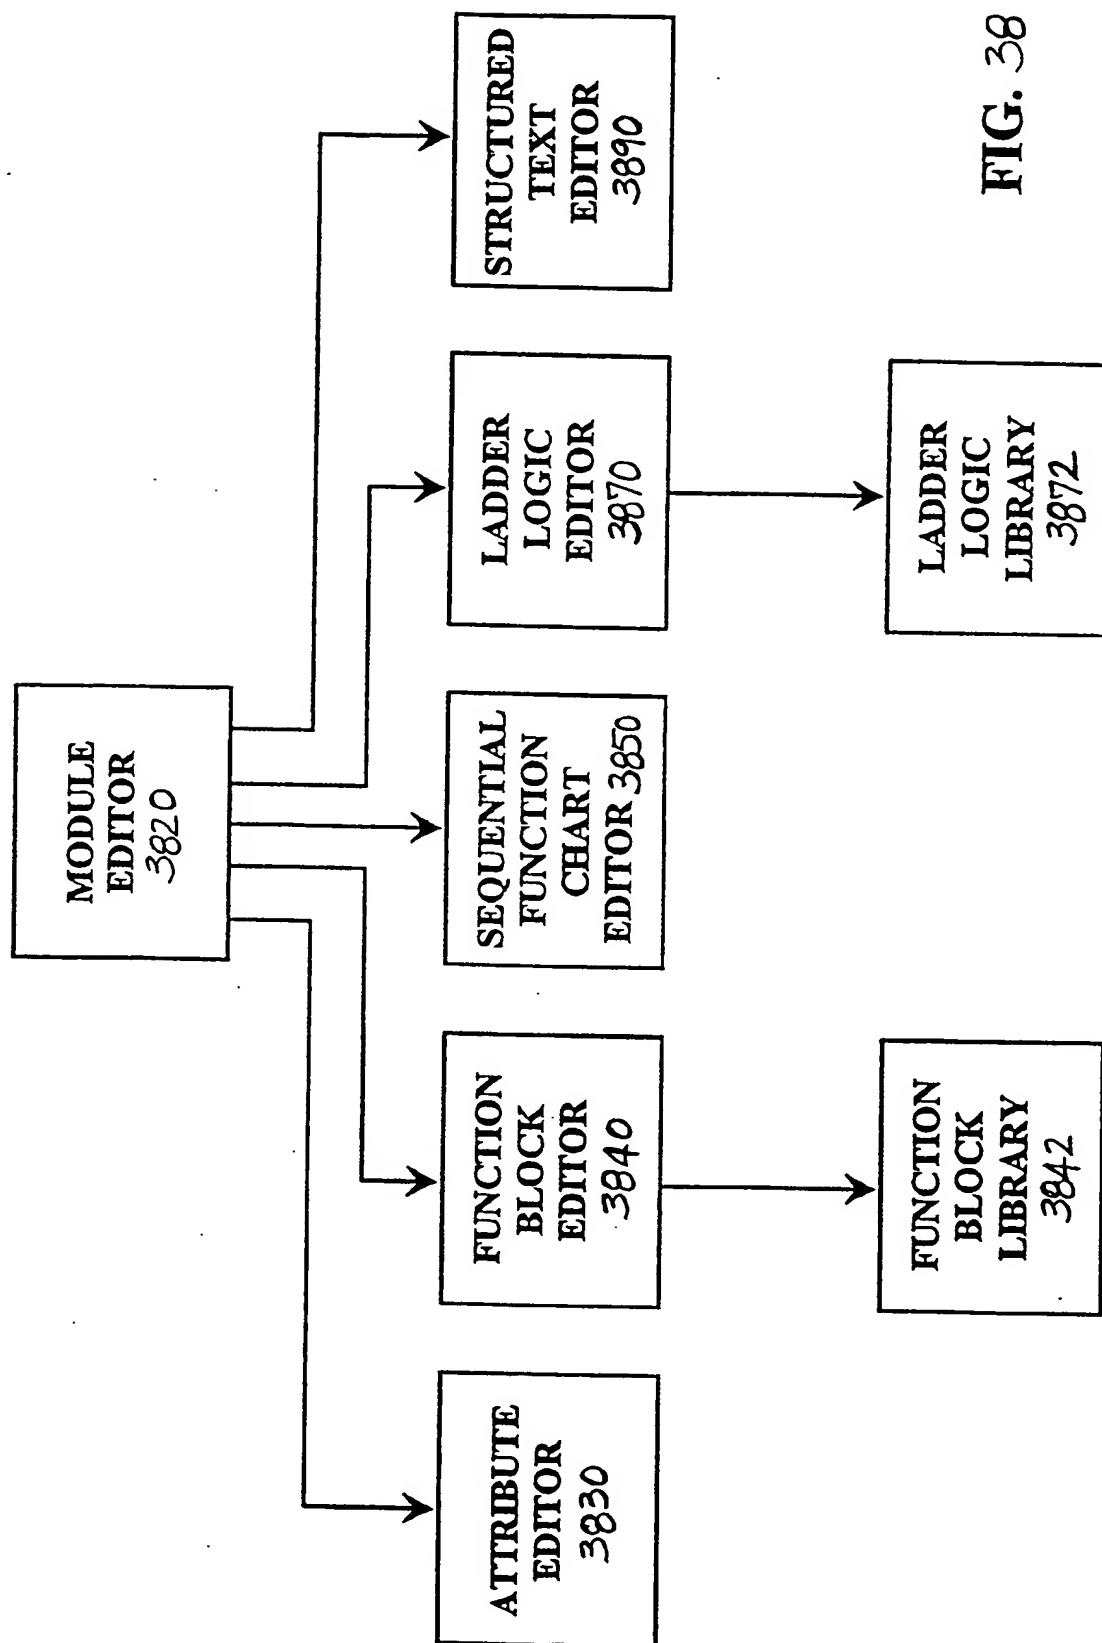 MODULE
EDITOR
3820
ATTRIBUTE
EDITOR
3830
FUNCTION
BLOCK
EDITOR
3840
SEQUENTIAL
FUNCTION
CHART
EDITOR 3850
LADDER
LOGIC
EDITOR
3870
STRUCTURED
TEXT
EDITOR
3890
FUNCTION
BLOCK
LIBRARY
3842
LADDER
LOGIC
LIBRARY
3872
FIG. 38